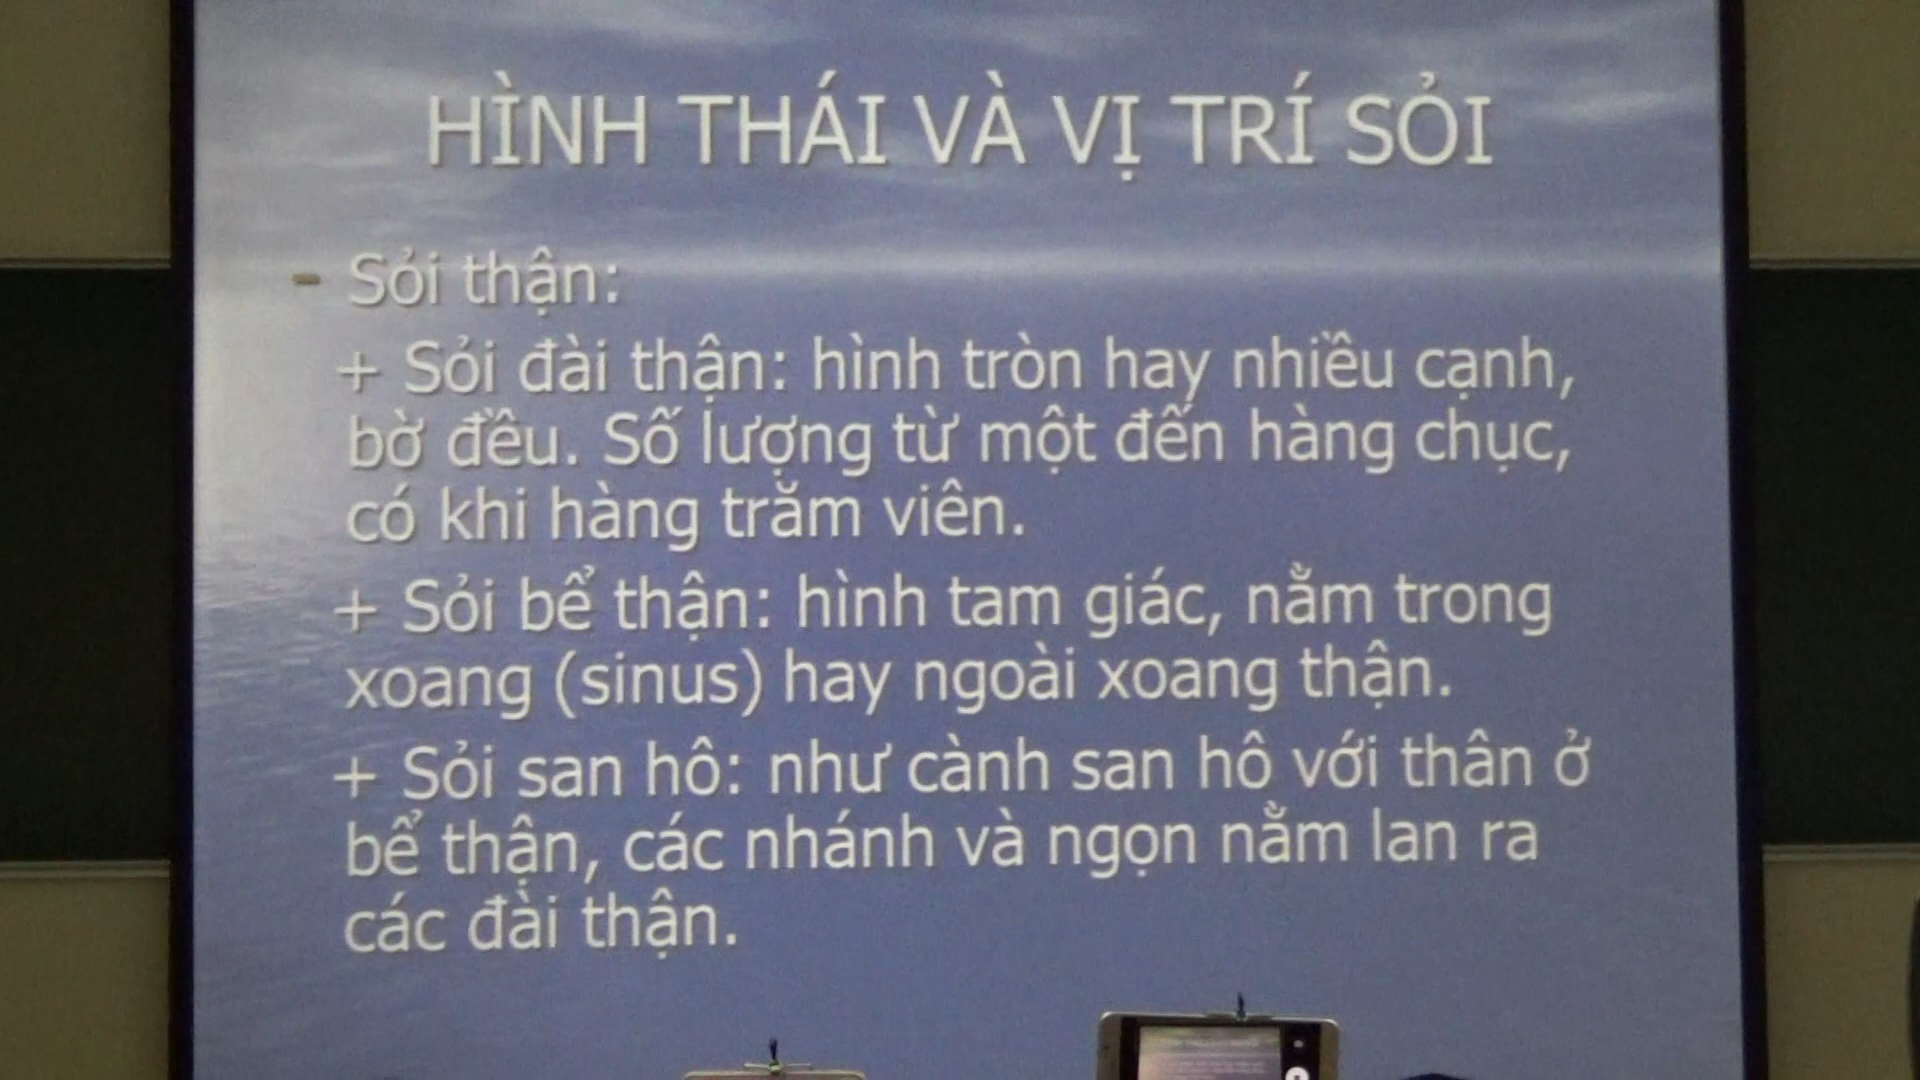 HÌNH THÁI VÀ VỊ TRÍ SỎI
- Sỏi thận:
+ Sỏi đài thận: hình tròn hay nhiều cạnh,
bờ đều. Số lượng từ một đến hàng chục,
có khi hàng trăm viên.
+ Sỏi bể thận: hình tam giác, nằm trong
xoang (sinus) hay ngoài xoang thận.
+ Sỏi san hô: như cành san hô với thân ở
bể thận, các nhánh và ngọn nằm lan ra
các đài thận.